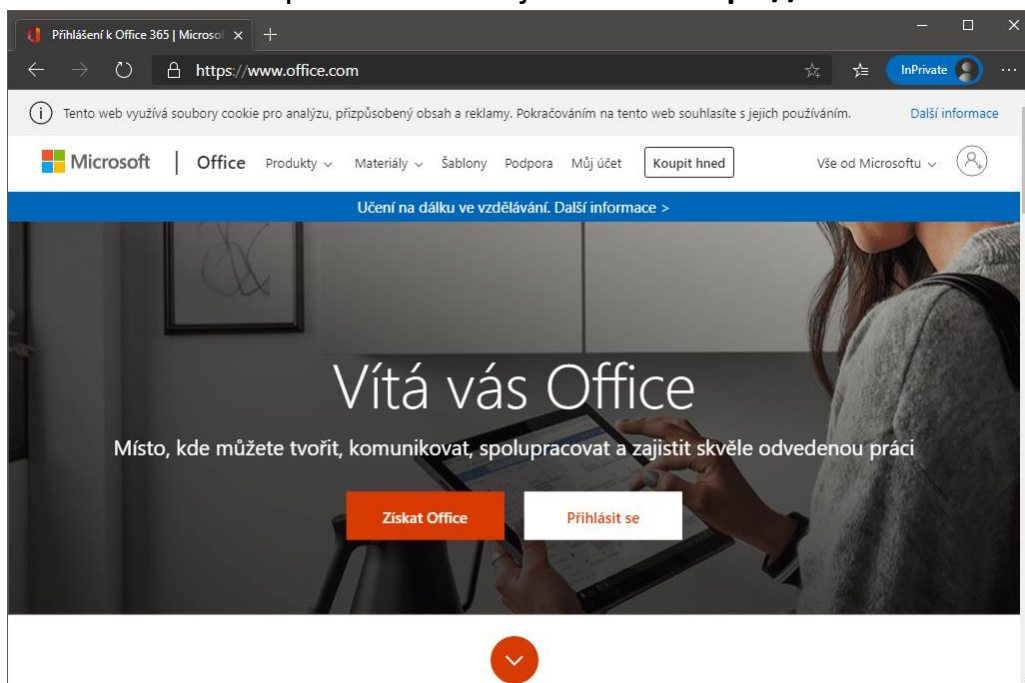 Přihlášení k Office 365 | Microsof
https://www.office.com
InPrivate
Tento web využívá soubory cookie pro analýzu, přizpůsobený obsah a reklamy. Pokračováním na tento web souhlasíte s jejich používáním. Další informace
Microsoft | Office Produkty Materiály Šablony Podpora Můj účet Koupit hned Vše od Microsoftu
Učení na dálku ve vzdělávání. Další informace >
Vítá vás Office
Místo, kde můžete tvořit, komunikovat, spolupracovat a zajistit skvěle odvedenou práci
Získat Office Přihlásit se